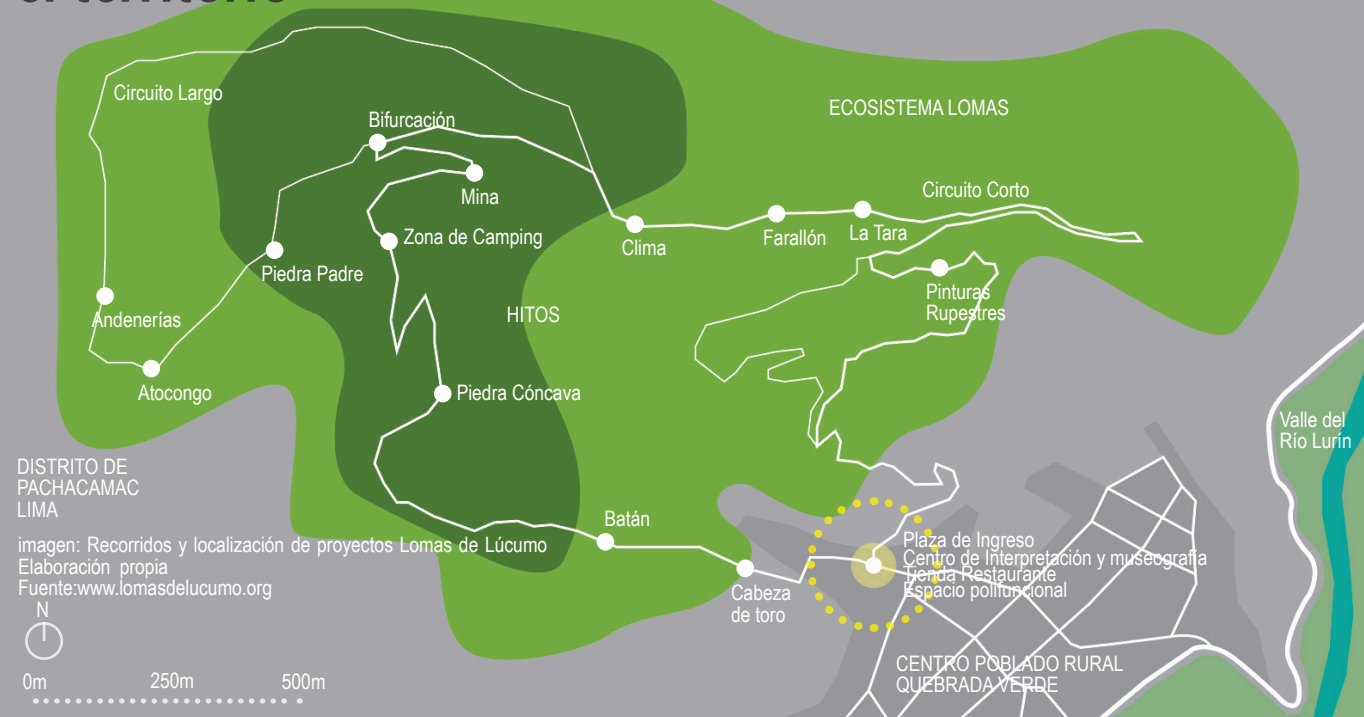 el territorio
Circuito Largo
ECOSISTEMA LOMAS
Bifurcación
Mina
Circuito Corto
Zona de Camping
Clima
Farallón
La Tara
Piedra Padre
Pinturas
Rupestres
Andenerías
HITOS
Atocongo
Piedra Cóncava
Valle del
Río Lurín
DISTRITO DE
PACHACAMAC
LIMA
Batán
imagen: Recorridos y localización de proyectos Lomas de Lúcumo
Elaboración propia
Fuente:www.lomasdelucumo.org
Plaza de Ingreso
Centro de Interpretación y museografía
Tienda Restaurante
Espacio polifuncional
Cabeza
de toro
N
CENTRO POBLADO RURAL
QUEBRADA VERDE
0m 250m 500m